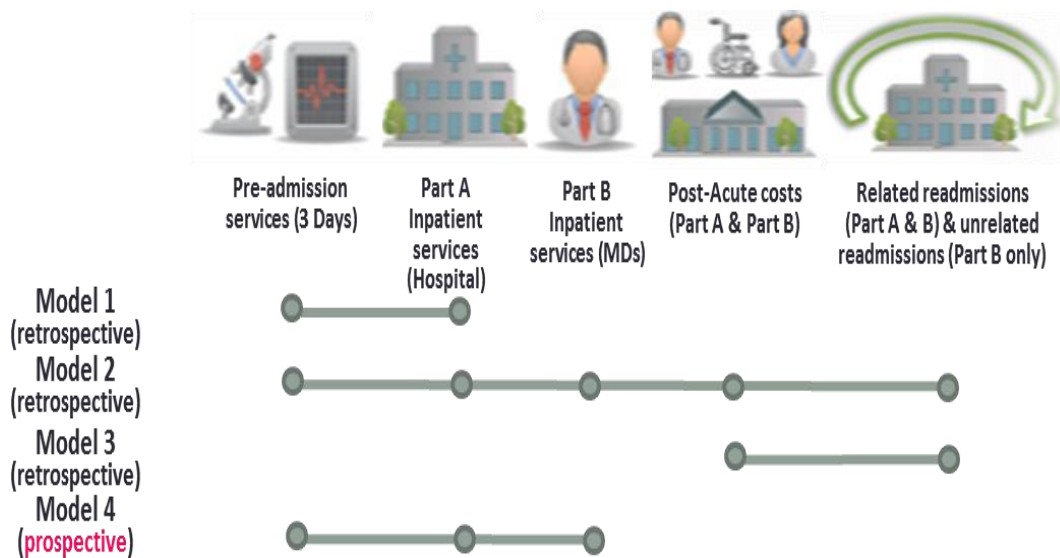 Pre-admission
services (3 Days)
Part A
Inpatient
services
(Hospital)
Part B
Inpatient
services (MDs)
Post-Acute costs
(Part A & Part B)
Related readmissions
(Part A & B) & unrelated
readmissions (Part B only)
Model 1
(retrospective)
Model 2
(retrospective)
Model 3
(retrospective)
Model 4
(prospective)